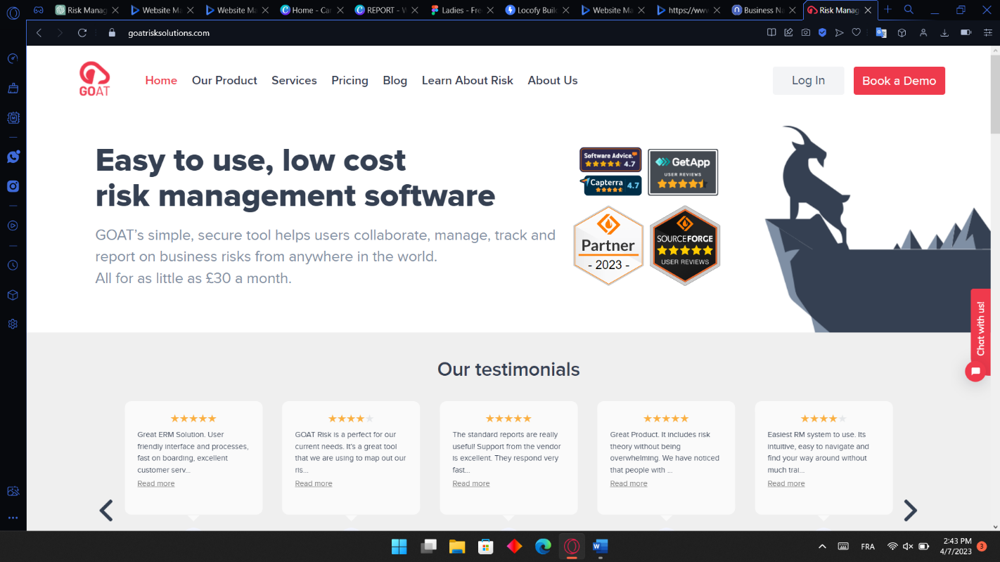 Risk Manag
Website Ma
Website Ma
Home - Ca
REPORT - W
Ladies - Fre
Locofy Buil
Website Ma
https://www
Business Na
Risk Manag
goatrisksolutions.com
GOAT
Home
Our Product
Services
Pricing
Blog
Learn About Risk
About Us
Log In
Book a Demo
Easy to use, low cost
risk management software
GOAT's simple, secure tool helps users collaborate, manage, track and
report on business risks from anywhere in the world.
All for as little as £30 a month.
Software Advice.
4.7
Capterra 4.7
GetApp
USER REVIEWS
Partner
- 2023 -
SOURCEFORGE
USER REVIEWS
Chat with us!
Our testimonials
Great ERM Solution. User
friendly interface and processes,
fast on boarding, excellent
customer serv...
Read more
GOAT Risk is a perfect for our
current needs. It's a great tool
that we are using to map out our
ris...
Read more
The standard reports are really
useful! Support from the vendor
is excellent. They respond very
fast...
Read more
Great Product. It includes risk
theory without being
overwhelming. We have noticed
that people with ...
Read more
Easiest RM system to use. Its
intuitive, easy to navigate and
find your way around without
much trai...
Read more
FRA
2:43 PM
4/7/2023
3